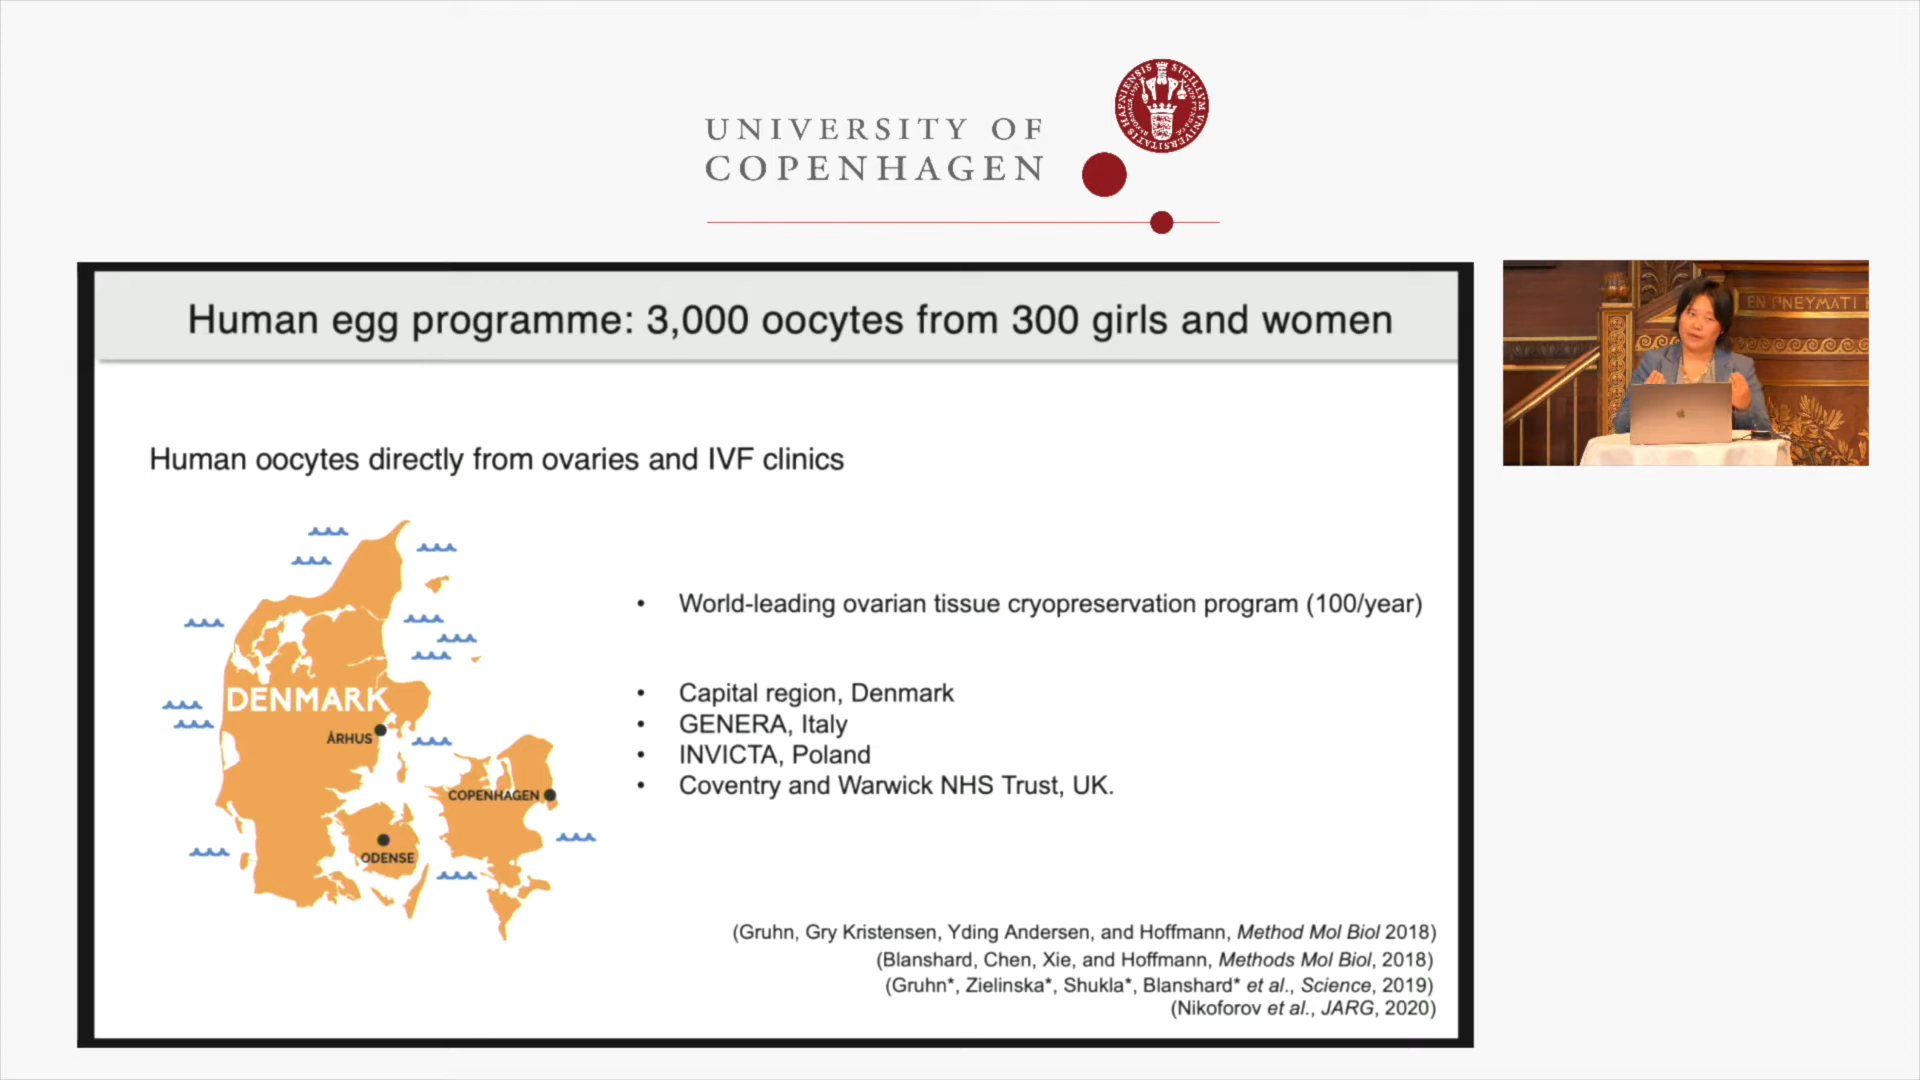 UNIVERSITY OF
COPENHAGEN
Human egg programme: 3,000 oocytes from 300 girls and women
EN PNEYMATI
Human oocytes directly from ovaries and IVF clinics
• World-leading ovarian tissue cryopreservation program (100/year)
• Capital region, Denmark
• GENERA, Italy
• INVICTA, Poland
• Coventry and Warwick NHS Trust, UK.
DENMARK
ÅRHUS
COPENHAGEN
ODENSE
(Gruhn, Gry Kristensen, Yding Andersen, and Hoffmann, Method Mol Biol 2018)
(Blanshard, Chen, Xie, and Hoffmann, Methods Mol Biol, 2018)
(Gruhn*, Zielinska*, Shukla*, Blanshard* et al., Science, 2019)
(Nikoforov et al., JARG, 2020)